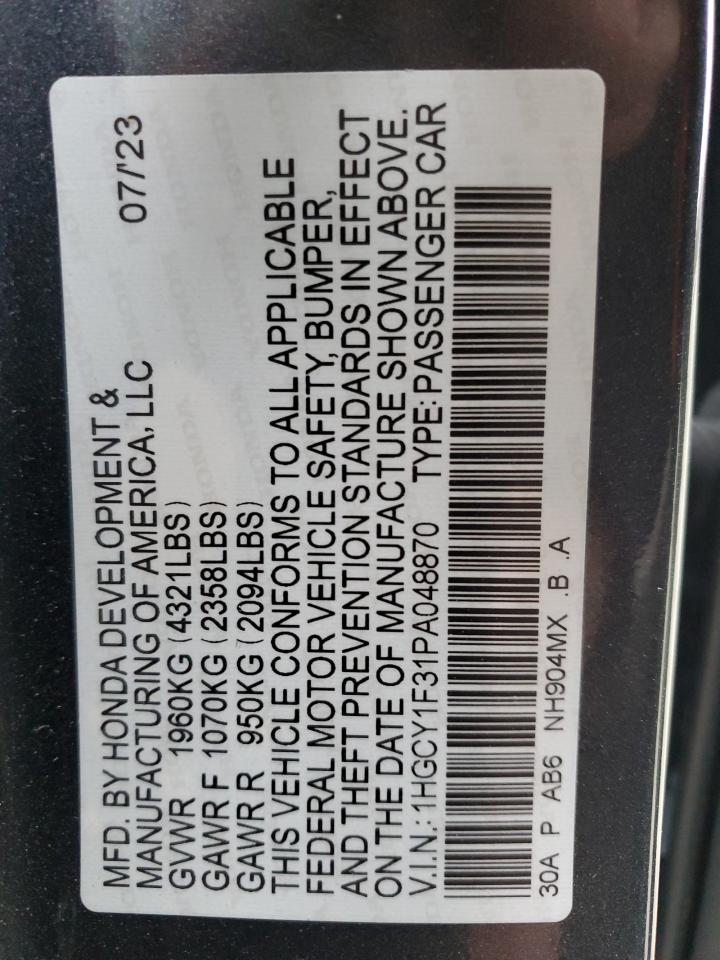 MFD. BY HONDA DEVELOPMENT &
MANUFACTURING OF AMERICA, LLC 07/'23
GVWR 1960KG (4321LBS)
GAWR F 1070KG (2358LBS)
GAWR R 950KG (2094LBS)
THIS VEHICLE CONFORMS TO ALL APPLICABLE
FEDERAL MOTOR VEHICLE SAFETY, BUMPER,
AND THEFT PREVENTION STANDARDS IN EFFECT
ON THE DATE OF MANUFACTURE SHOWN ABOVE.
V.I.N.: 1HGCY1F31PA048870 TYPE: PASSENGER CAR
30A P AB6 NH904MX .B .A